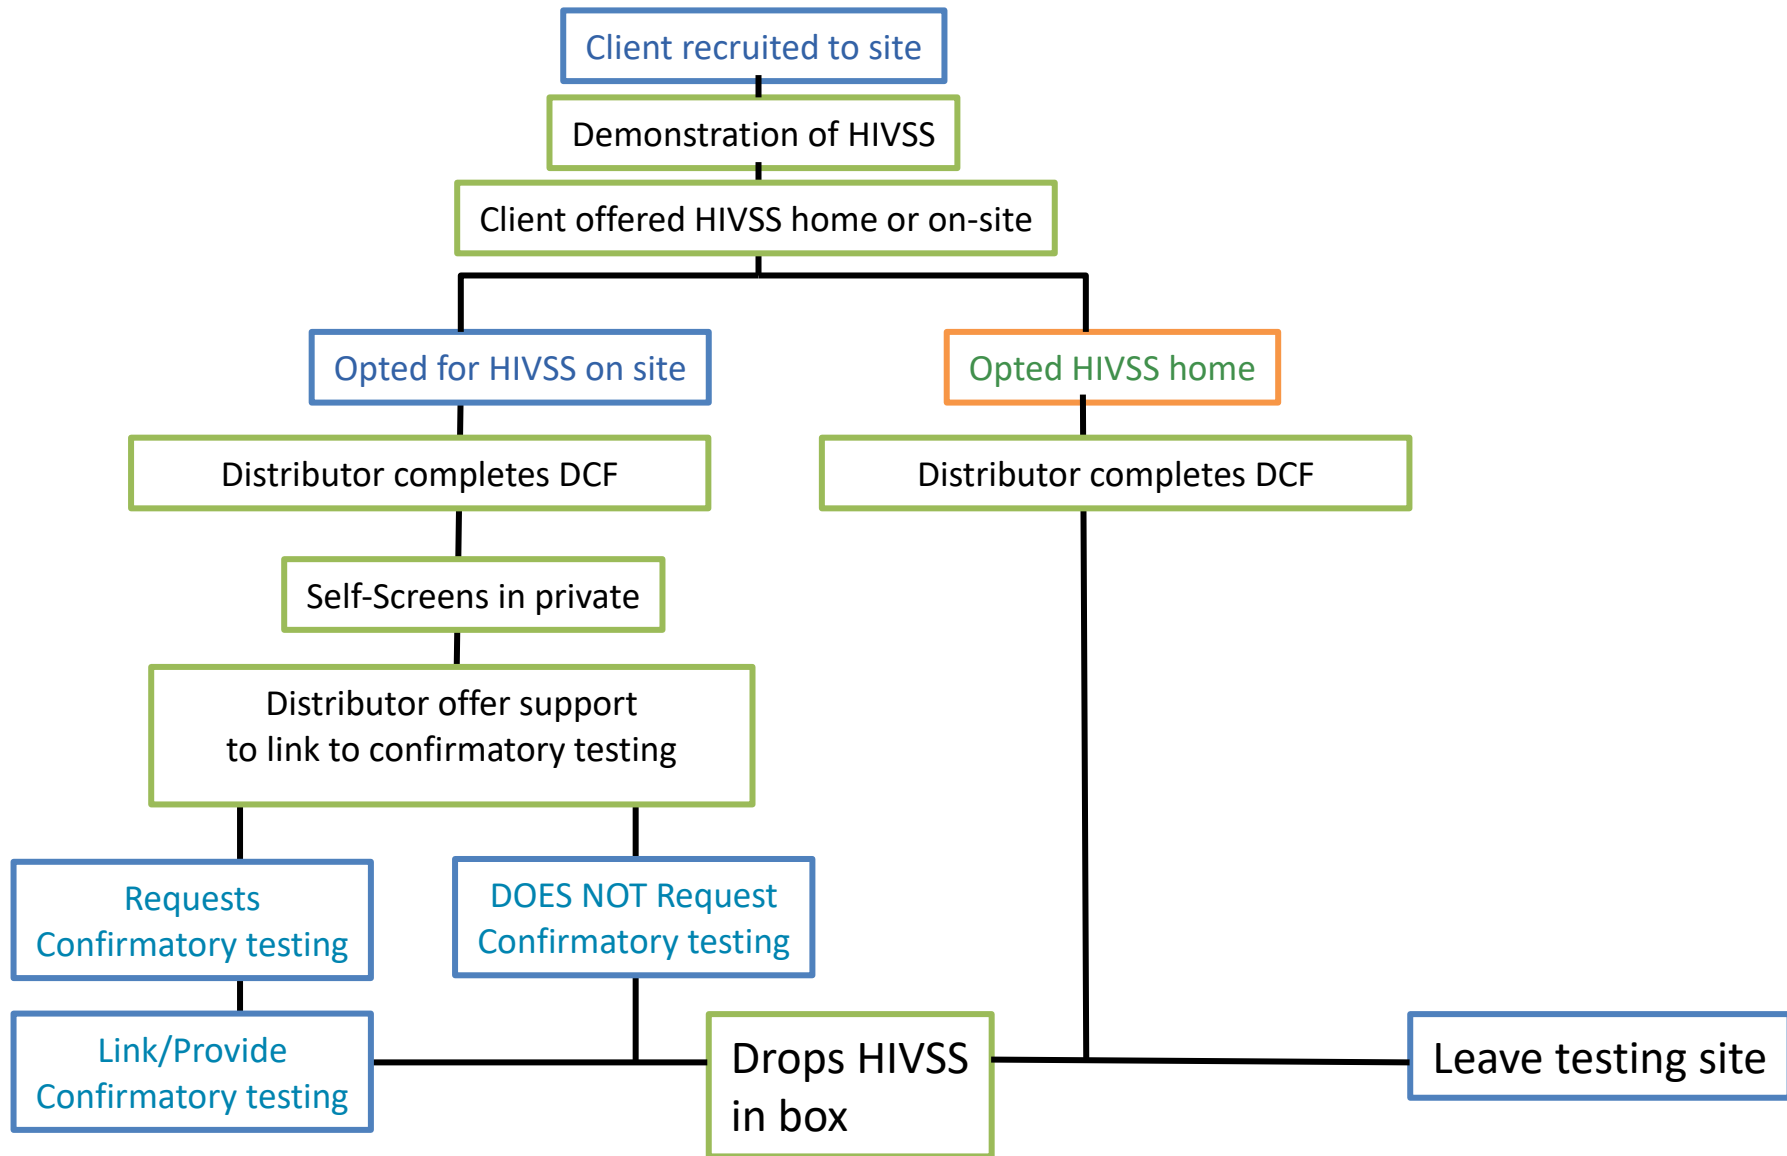 Client recruited to site
Demonstration of HIVSS
Client offered HIVSS home or on-site
Opted for HIVSS on site
Opted HIVSS home
Distributor completes DCF
Distributor completes DCF
Self-Screens in private
Distributor offer support
to link to confirmatory testing
Requests
Confirmatory testing
DOES NOT Request
Confirmatory testing
Link/Provide
Confirmatory testing
Drops HIVSS
in box
Leave testing site